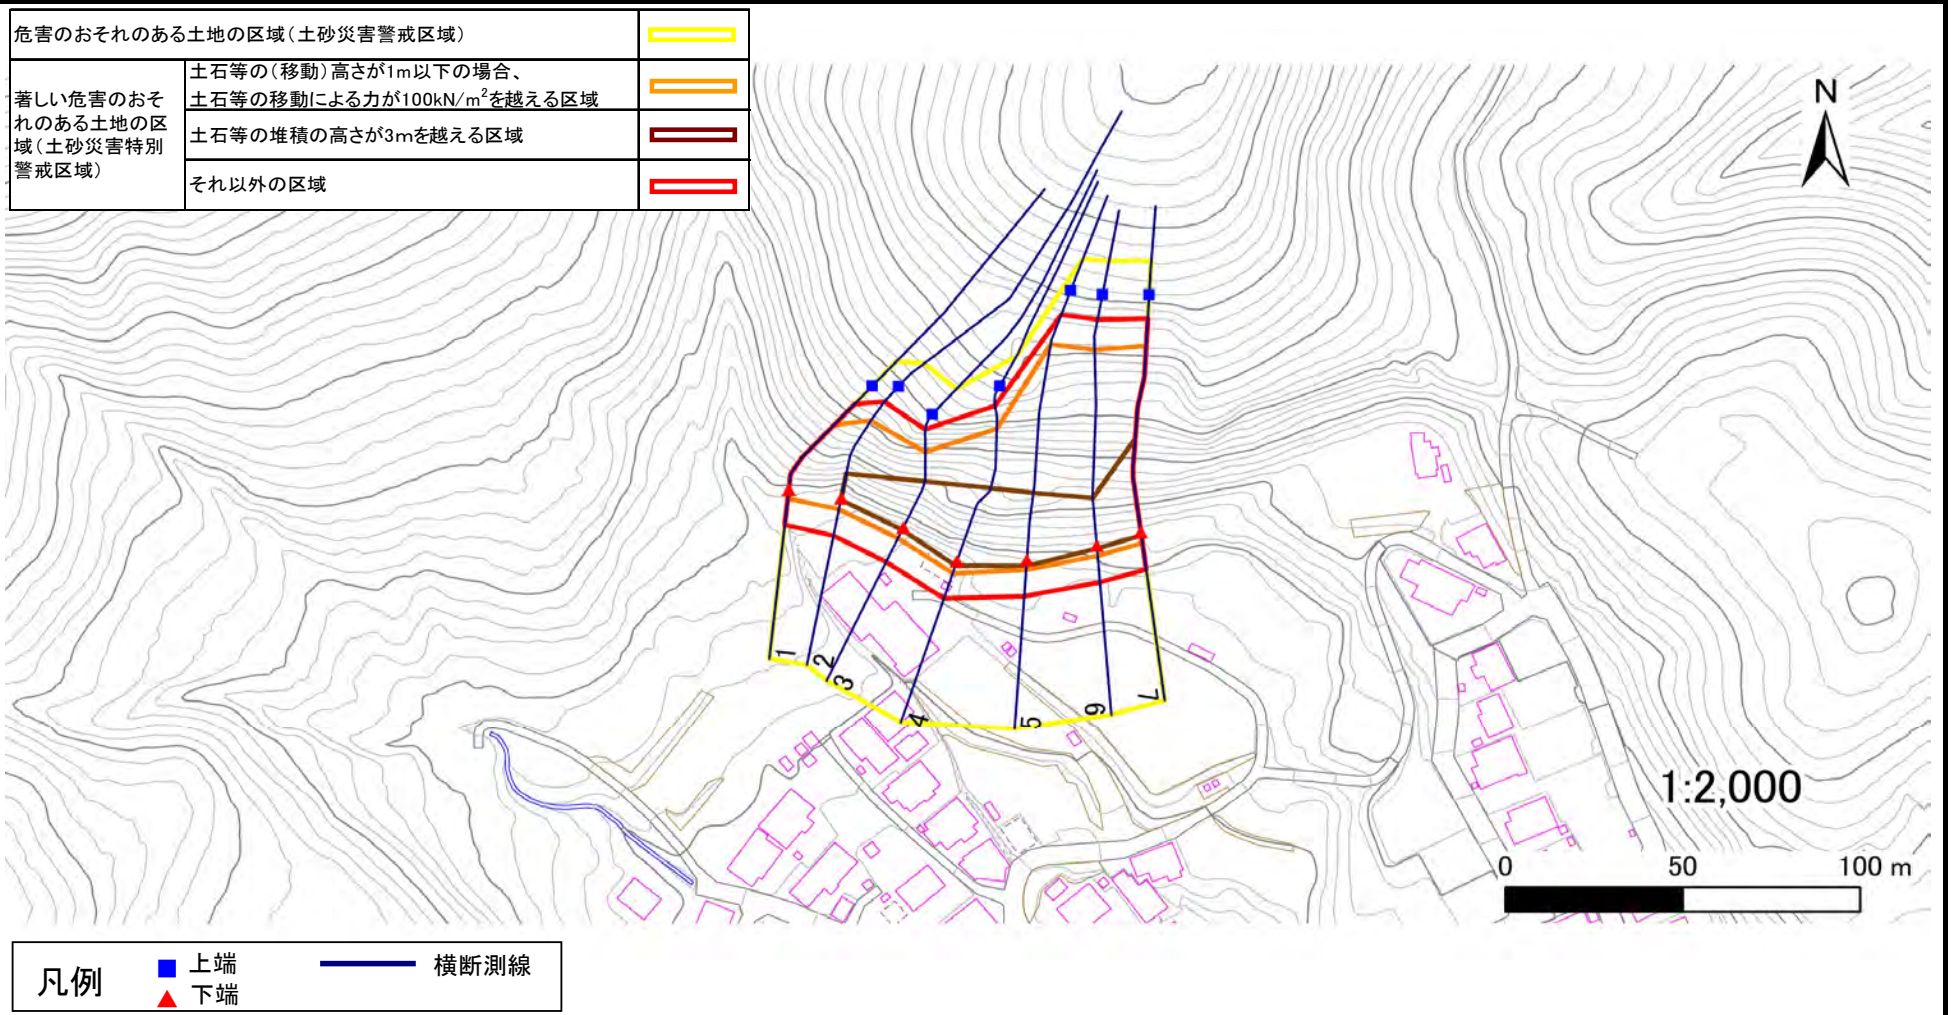 危害のおそれのある土地の区域(土砂災害警戒区域)
著しい危害のおそ
れのある土地の区
域(土砂災害特別
警戒区域)
土石等の(移動)高さが1m以下の場合、
土石等の移動による力が100kN/m²を越える区域
土石等の堆積の高さが3mを越える区域
それ以外の区域
N
1
2
3
4
5
6
7
1:2,000
0 50 100 m
凡例
上端
下端
横断測線